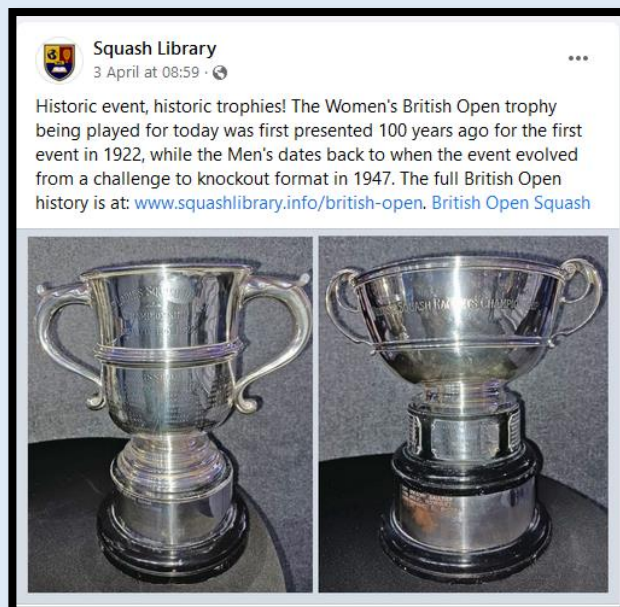 Squash Library
3 April at 08:59 ·
Historic event, historic trophies! The Women's British Open trophy
being played for today was first presented 100 years ago for the first
event in 1922, while the Men's dates back to when the event evolved
from a challenge to knockout format in 1947. The full British Open
history is at: www.squashlibrary.info/british-open. British Open Squash
SQUASH RACQUETS CHAMPIONSHIP